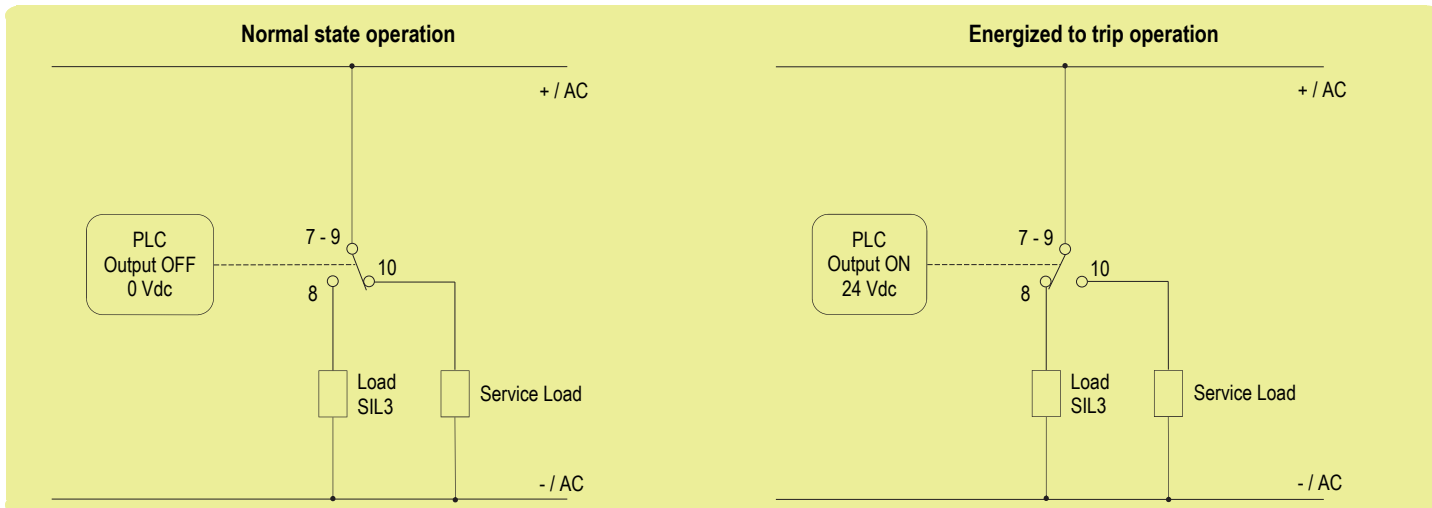 Normal state operation
+ / AC
PLC
Output OFF
0 Vdc
7 - 9
10
8
Load
SIL3
Service Load
- / AC
Energized to trip operation
+ / AC
PLC
Output ON
24 Vdc
7 - 9
10
8
Load
SIL3
Service Load
- / AC